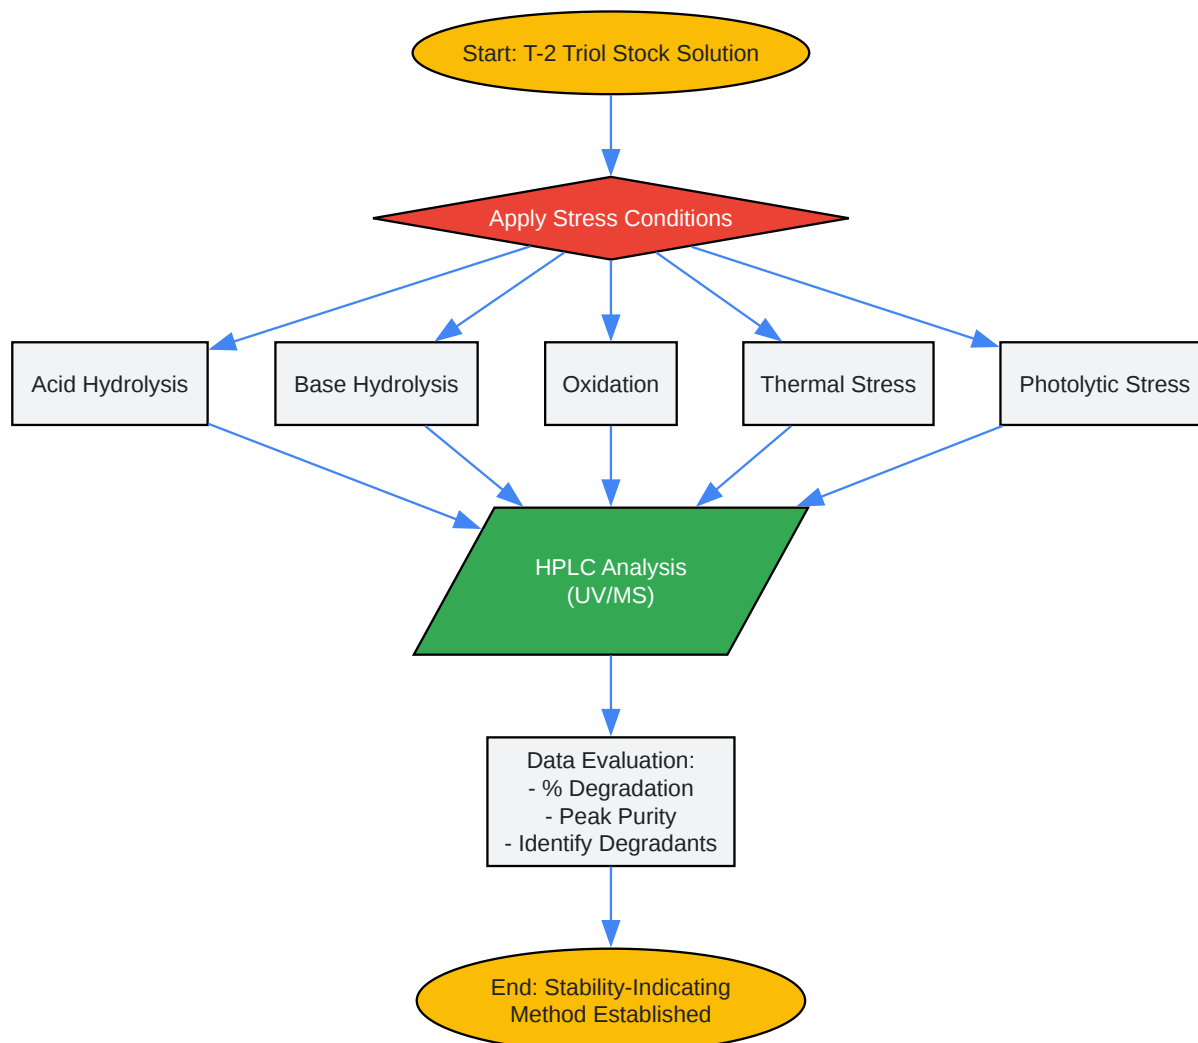 Start: T-2 Triol Stock Solution
Apply Stress Conditions
Acid Hydrolysis
Base Hydrolysis
Oxidation
Thermal Stress
Photolytic Stress
HPLC Analysis
(UV/MS)
Data Evaluation:
- % Degradation
- Peak Purity
- Identify Degradants
End: Stability-Indicating
Method Established